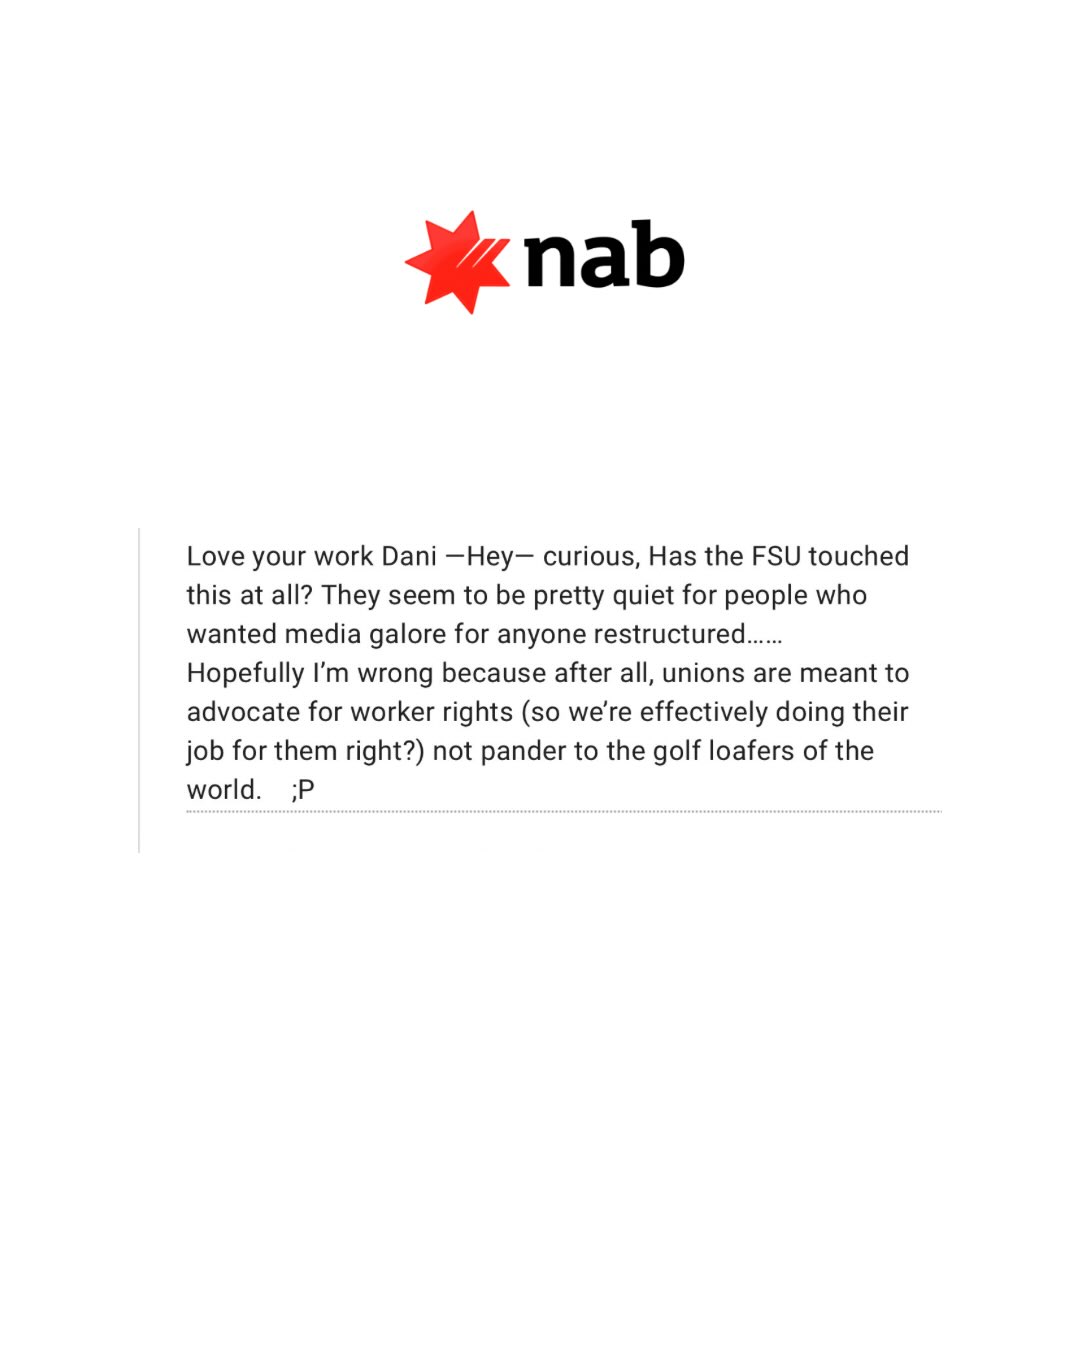 nab
Love your work Dani —Hey— curious, Has the FSU touched
this at all? They seem to be pretty quiet for people who
wanted media galore for anyone restructured......
Hopefully I’m wrong because after all, unions are meant to
advocate for worker rights (so we’re effectively doing their
job for them right?) not pander to the golf loafers of the
world.    ;P